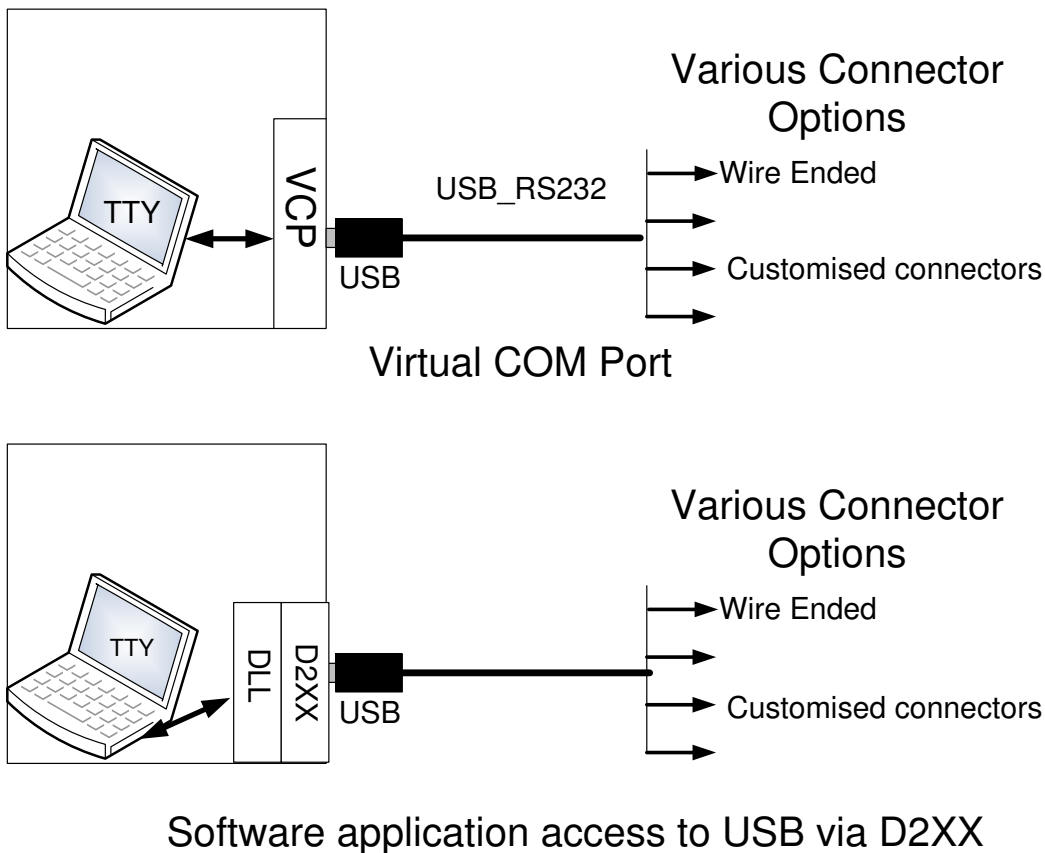 Various Connector
Options
Wire Ended
USB_RS232
TTY
VCP
USB
Customised connectors
Virtual COM Port
Various Connector
Options
Wire Ended
TTY
DLL
D2XX
USB
Customised connectors
Software application access to USB via D2XX